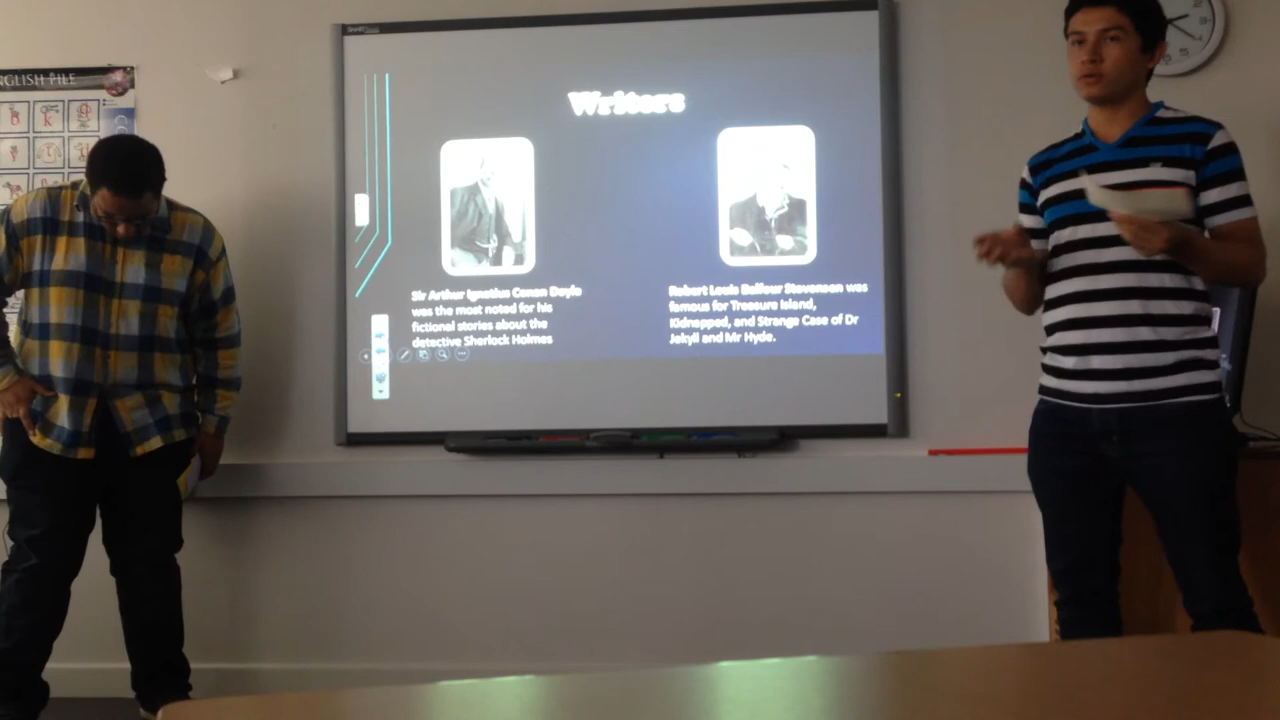 ENGLISH FILE
Writers
Sir Arthur Ignatius Conan Doyle
was the most noted for his
fictional stories about the
detective Sherlock Holmes
Robert Louis Balfour Stevenson was
famous for Treasure Island,
Kidnapped, and Strange Case of Dr
Jekyll and Mr Hyde.